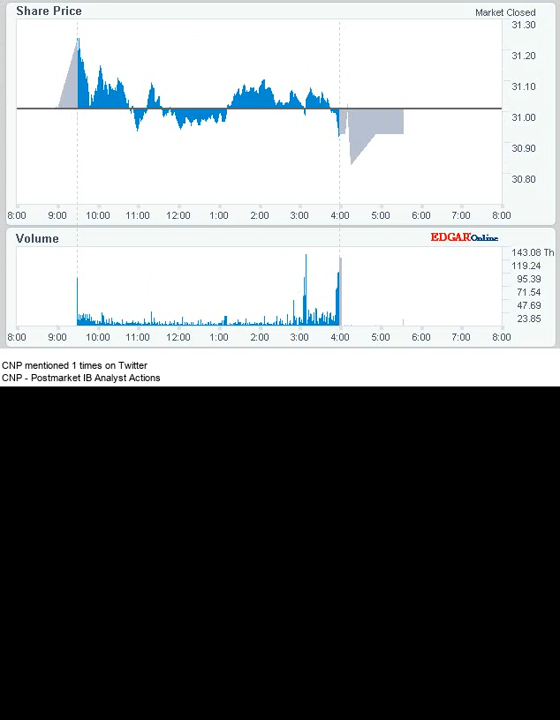 Share Price
Market Closed
31.30
31.20
31.10
31.00
30.90
30.80
8:00 9:00 10:00 11:00 12:00 1:00 2:00 3:00 4:00 5:00 6:00 7:00 8:00
Volume
EDGAROnline
143.08 Th
119.24
95.39
71.54
47.69
23.85
8:00 9:00 10:00 11:00 12:00 1:00 2:00 3:00 4:00 5:00 6:00 7:00 8:00
CNP mentioned 1 times on Twitter
CNP - Postmarket IB Analyst Actions